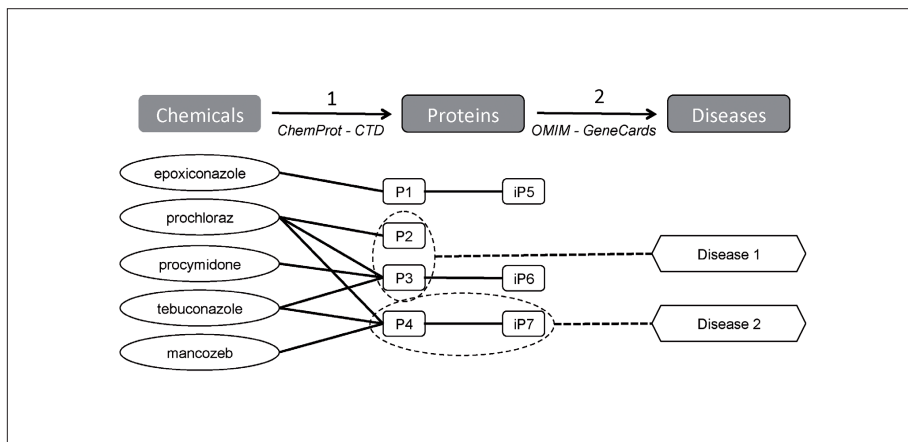 1
2
Chemicals
Proteins
Diseases
ChemProt - CTD
OMIM - GeneCards
epoxiconazole
P1
iP5
prochloraz
P2
Disease 1
procymidone
P3
iP6
tebuconazole
P4
iP7
Disease 2
mancozeb